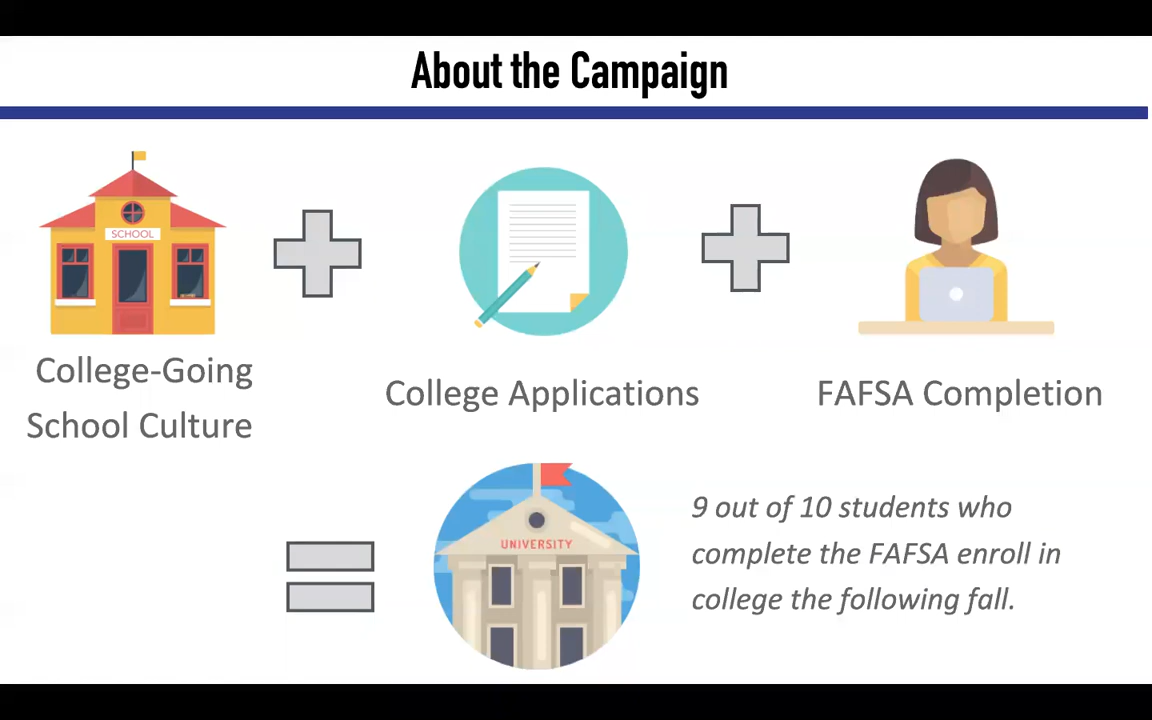 About the Campaign
SCHOOL
College-Going
School Culture
College Applications
FAFSA Completion
UNIVERSITY
9 out of 10 students who
complete the FAFSA enroll in
college the following fall.